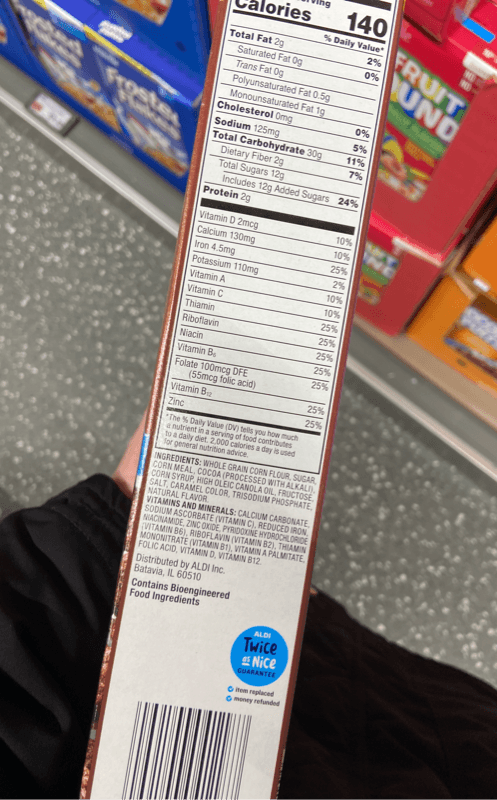 Calories 140
% Daily Value*
Total Fat 2g 2%
Saturated Fat 0g 0%
Trans Fat 0g
Polyunsaturated Fat 0.5g
Monounsaturated Fat 1g
Cholesterol 0mg 0%
Sodium 125mg 5%
Total Carbohydrate 30g 11%
Dietary Fiber 2g 7%
Total Sugars 12g
Includes 12g Added Sugars 24%
Protein 2g
Vitamin D 2mcg 10%
Calcium 130mg 10%
Iron 4.5mg 25%
Potassium 110mg 2%
Vitamin A 10%
Vitamin C 10%
Thiamin 25%
Riboflavin 25%
Niacin 25%
Vitamin B6 25%
Folate 100mcg DFE 25%
(55mcg folic acid)
Vitamin B12 25%
Zinc 25%
*The % Daily Value (DV) tells you how much
a nutrient in a serving of food contributes
to a daily diet. 2,000 calories a day is used
for general nutrition advice.
INGREDIENTS: WHOLE GRAIN CORN FLOUR, SUGAR,
CORN MEAL, COCOA (PROCESSED WITH ALKALI),
CORN SYRUP, HIGH OLEIC CANOLA OIL, FRUCTOSE,
SALT, CARAMEL COLOR, TRISODIUM PHOSPHATE,
NATURAL FLAVOR.
VITAMINS AND MINERALS: CALCIUM CARBONATE,
SODIUM ASCORBATE (VITAMIN C), REDUCED IRON,
NIACINAMIDE, ZINC OXIDE, PYRIDOXINE HYDROCHLORIDE
(VITAMIN B6), RIBOFLAVIN (VITAMIN B2), THIAMIN
MONONITRATE (VITAMIN B1), VITAMIN A PALMITATE,
FOLIC ACID, VITAMIN D, VITAMIN B12.
Distributed by ALDI Inc.
Batavia, IL 60510
Contains Bioengineered
Food Ingredients
ALDI
Twice
as Nice
GUARANTEE
item replaced
money refunded
Frosted
FRUIT